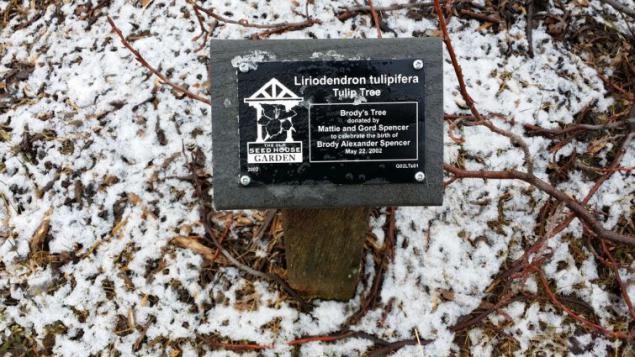 Liriodendron tulipifera
Tulip Tree
Brody's Tree
donated by
Mattie and Gord Spencer
to celebrate the birth of
Brody Alexander Spencer
May 22, 2002
THE OLD
SEED HOUSE
GARDEN
2002
G02LTu01